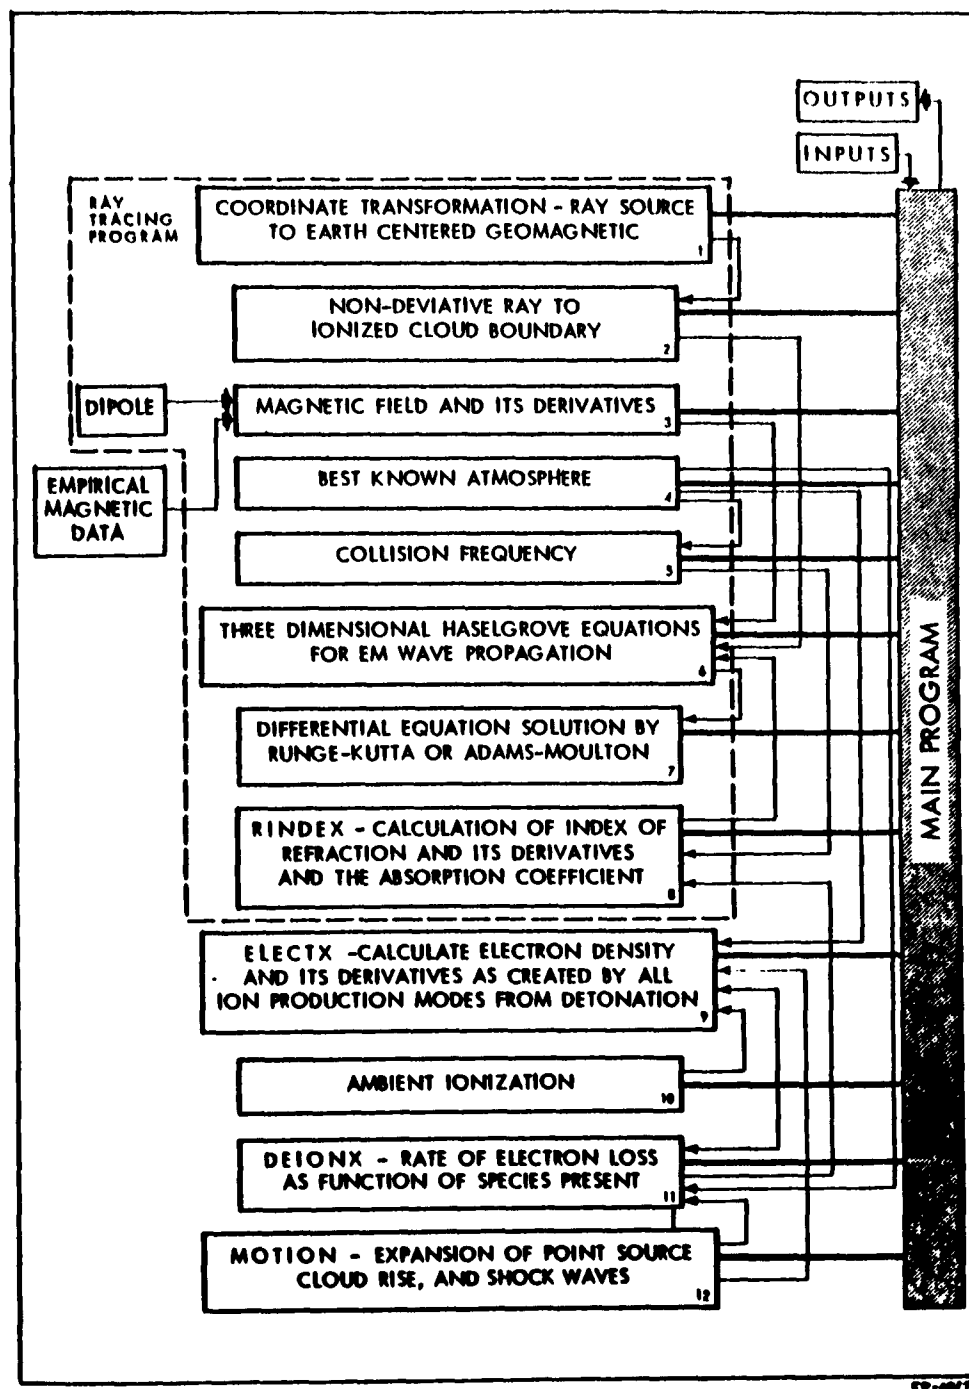 OUTPUTS
INPUTS
RAY
TRACING
PROGRAM
COORDINATE TRANSFORMATION - RAY SOURCE
TO EARTH CENTERED GEOMAGNETIC
1
NON-DEVIATIVE RAY TO
IONIZED CLOUD BOUNDARY
2
DIPOLE
MAGNETIC FIELD AND ITS DERIVATIVES
3
EMPIRICAL
MAGNETIC
DATA
BEST KNOWN ATMOSPHERE
4
COLLISION FREQUENCY
5
THREE DIMENSIONAL HASELGROVE EQUATIONS
FOR EM WAVE PROPAGATION
6
DIFFERENTIAL EQUATION SOLUTION BY
RUNGE-KUTTA OR ADAMS-MOULTON
7
RINDEX - CALCULATION OF INDEX OF
REFRACTION AND ITS DERIVATIVES
AND THE ABSORPTION COEFFICIENT
8
ELECTX - CALCULATE ELECTRON DENSITY
AND ITS DERIVATIVES AS CREATED BY ALL
ION PRODUCTION MODES FROM DETONATION
9
AMBIENT IONIZATION
10
DEIONX - RATE OF ELECTRON LOSS
AS FUNCTION OF SPECIES PRESENT
11
MOTION - EXPANSION OF POINT SOURCE
CLOUD RISE, AND SHOCK WAVES
12
MAIN PROGRAM